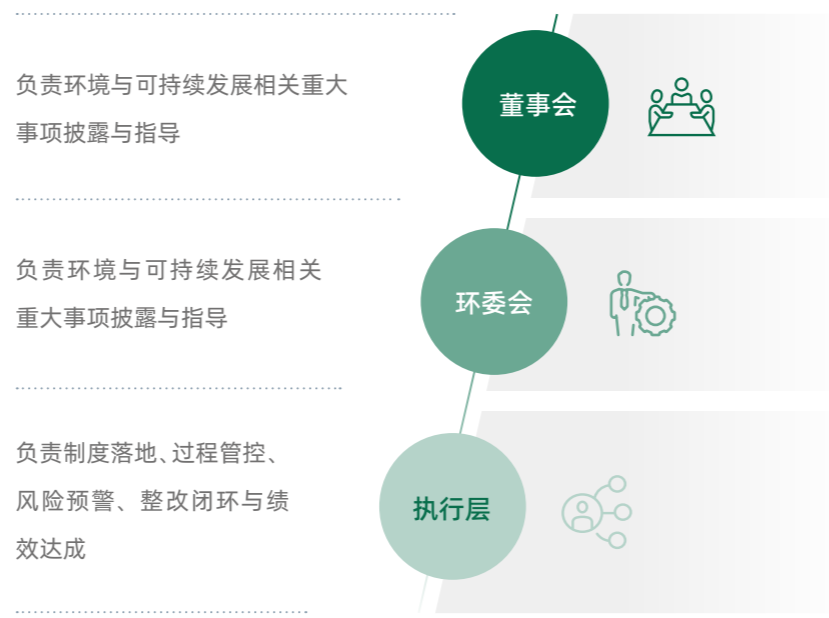 负责环境与可持续发展相关重大
事项披露与指导
董事会
负责环境与可持续发展相关
重大事项披露与指导
环委会
负责制度落地、过程管控、
风险预警、整改闭环与绩
效达成
执行层